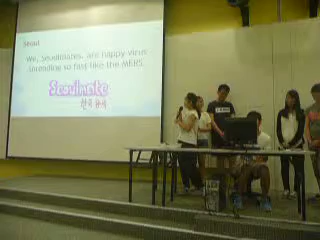 Seoul
We, Seoulmates, are happy virus
spreading so fast like the MERS
Seoulmate